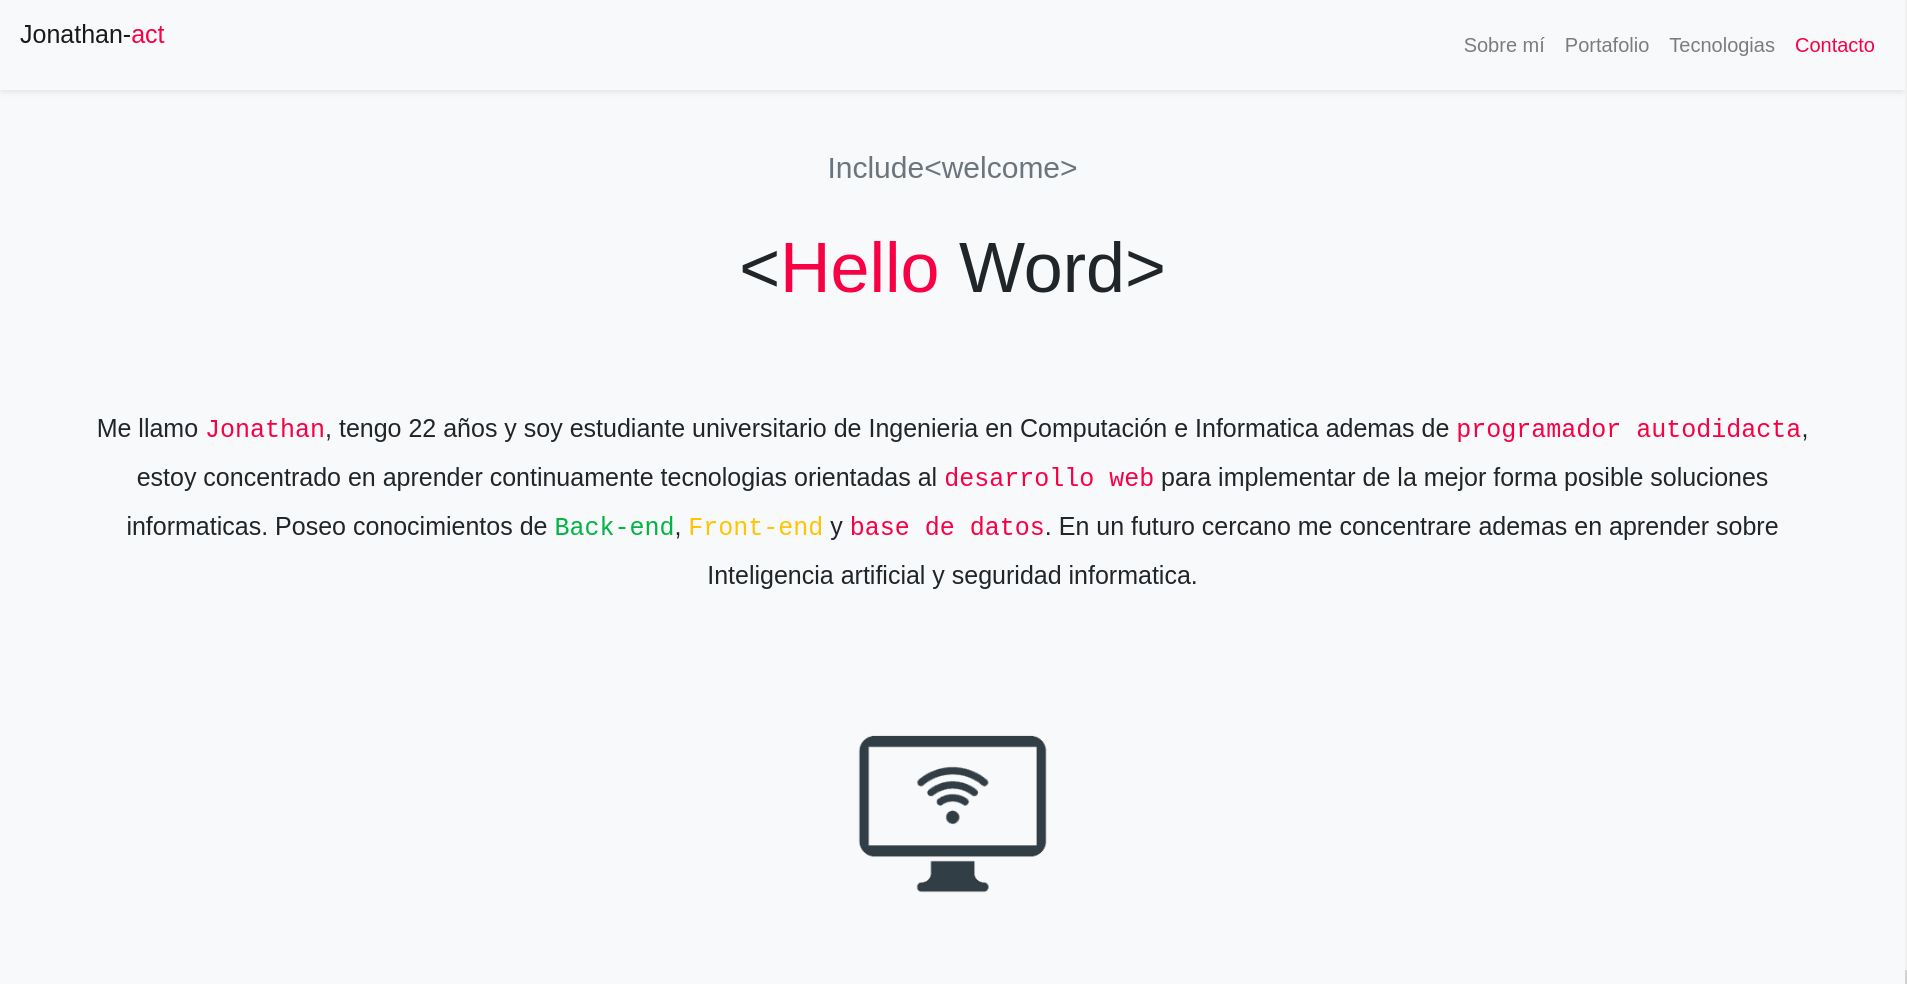 Jonathan-act
Sobre mí Portafolio Tecnologias Contacto
Include<welcome>
<Hello Word>
Me llamo Jonathan, tengo 22 años y soy estudiante universitario de Ingenieria en Computación e Informatica ademas de programador autodidacta,
estoy concentrado en aprender continuamente tecnologias orientadas al desarrollo web para implementar de la mejor forma posible soluciones
informaticas. Poseo conocimientos de Back-end, Front-end y base de datos. En un futuro cercano me concentrare ademas en aprender sobre
Inteligencia artificial y seguridad informatica.